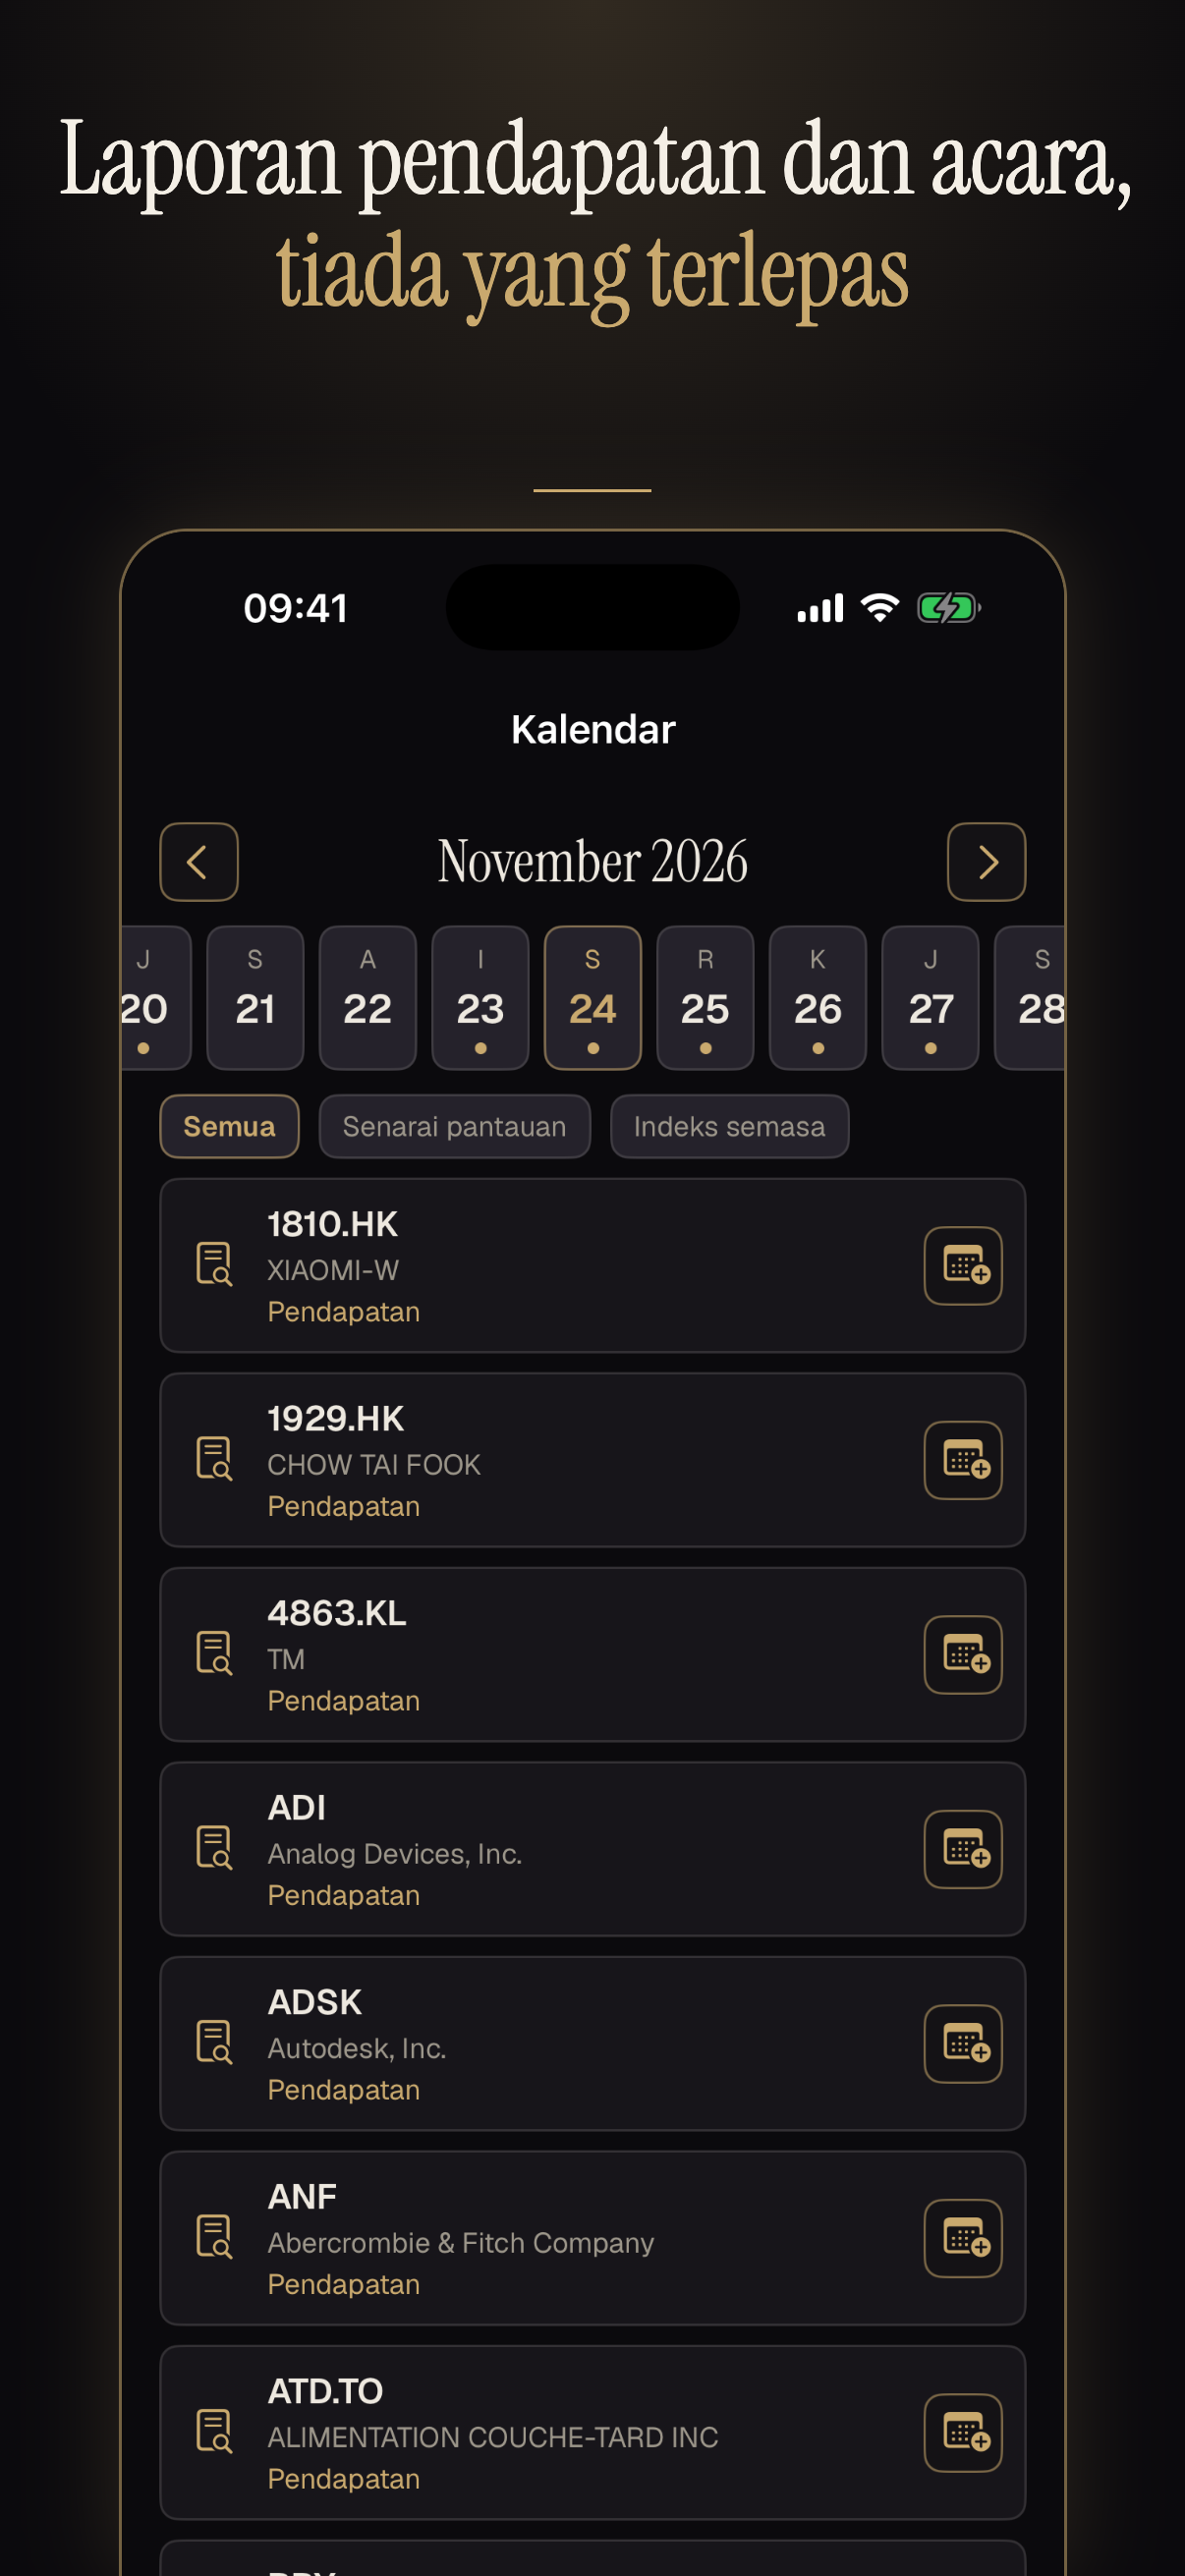 Laporan pendapatan dan acara,
tiada yang terlepas
09:41
Kalendar
November 2026
J S A I S R K J S
20 21 22 23 24 25 26 27 28
Semua Senarai pantauan Indeks semasa
1810.HK
XIAOMI-W
Pendapatan
1929.HK
CHOW TAI FOOK
Pendapatan
4863.KL
TM
Pendapatan
ADI
Analog Devices, Inc.
Pendapatan
ADSK
Autodesk, Inc.
Pendapatan
ANF
Abercrombie & Fitch Company
Pendapatan
ATD.TO
ALIMENTATION COUCHE-TARD INC
Pendapatan